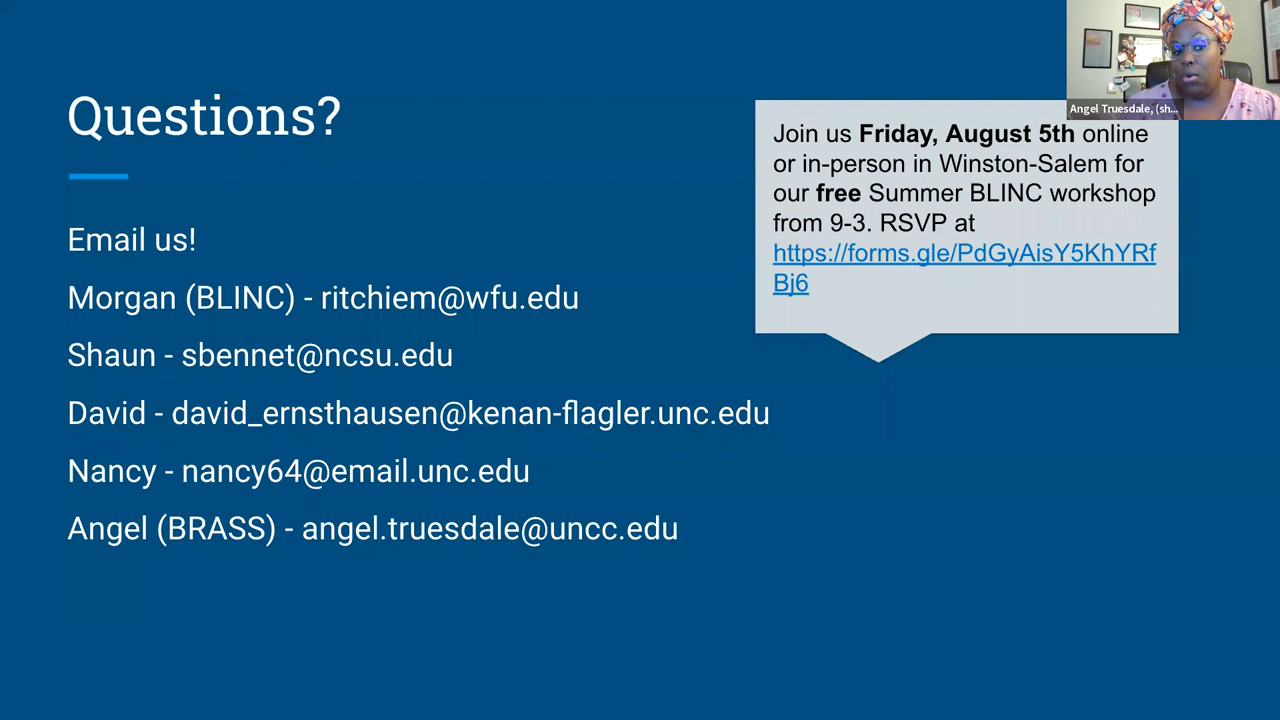 Questions?
Email us!
Morgan (BLINC) - ritchiem@wfu.edu
Shaun - sbennet@ncsu.edu
David - david_ernsthausen@kenan-flagler.unc.edu
Nancy - nancy64@email.unc.edu
Angel (BRASS) - angel.truesdale@uncc.edu
Join us Friday, August 5th online
or in-person in Winston-Salem for
our free Summer BLINC workshop
from 9-3. RSVP at
https://forms.gle/PdGyAisY5KhYRf
Bj6
Angel Truesdale, (sh...